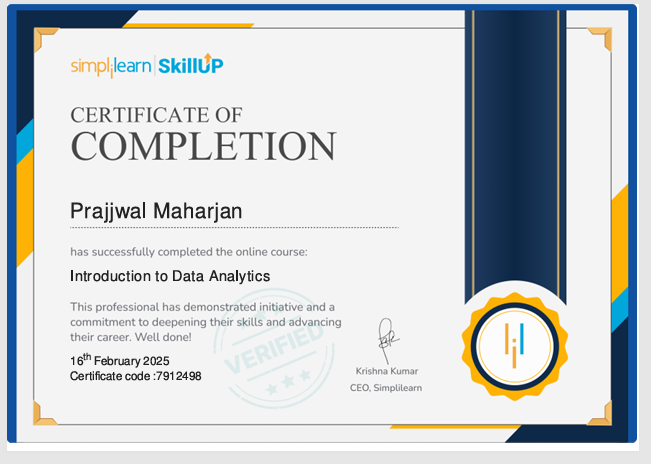 simplilearn | SkillUP
CERTIFICATE OF
COMPLETION
Prajjwal Maharjan
has successfully completed the online course:
Introduction to Data Analytics
This professional has demonstrated initiative and a
commitment to deepening their skills and advancing
their career. Well done!
VERIFIED
16th February 2025
Certificate code :7912498
Krishna Kumar
CEO, Simplilearn